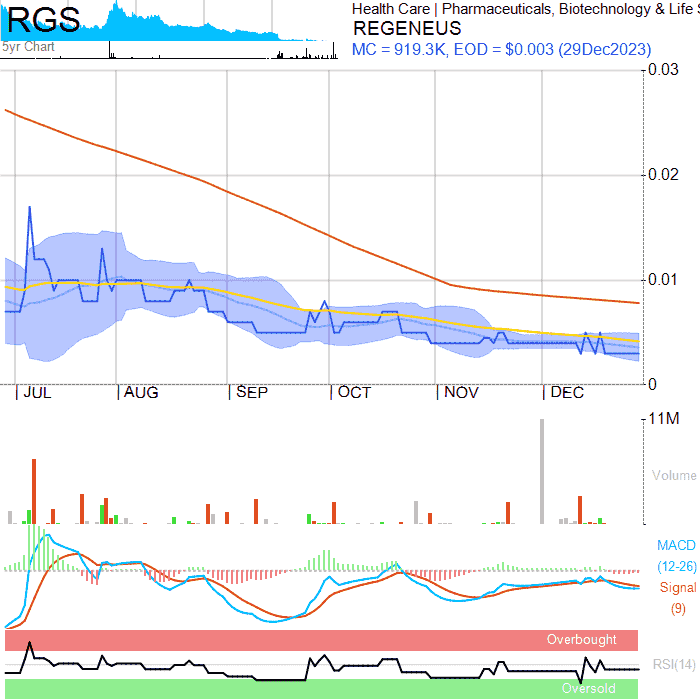 RGS
5yr Chart
Health Care | Pharmaceuticals, Biotechnology & Life S
REGENEUS
MC = 919.3K, EOD = $0.003 (29Dec2023)
0.03
0.02
0.01
0
JUL AUG SEP OCT NOV DEC
11M
Volume
MACD
(12-26)
Signal
(9)
Overbought
RSI(14)
Oversold